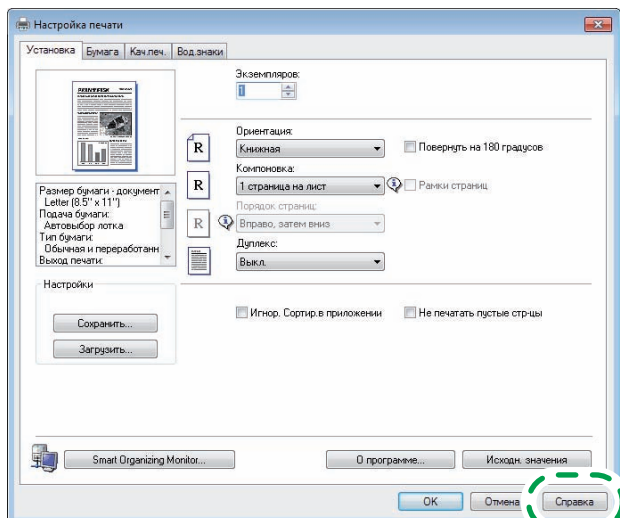 Настройка печати
Установка Бумага Кач.печ. Вод.знаки
Экземпляров:
1
Ориентация:
R Книжная Повернуть на 180 градусов
Компоновка:
R 1 страница на лист Рамки страниц
Порядок страниц:
R Вправо, затем вниз
Дуплекс:
Выкл.
Размер бумаги - документ
Letter (8.5" x 11")
Подача бумаги:
Автовыбор лотка
Тип бумаги:
Обычная и переработанн
Выход печати:
Настройки
Сохранить...
Загрузить...
Игнор. Сортир.в приложении Не печатать пустые стр-цы
Smart Organizing Monitor... О программе... Исходн. значения
OK Отмена Справка